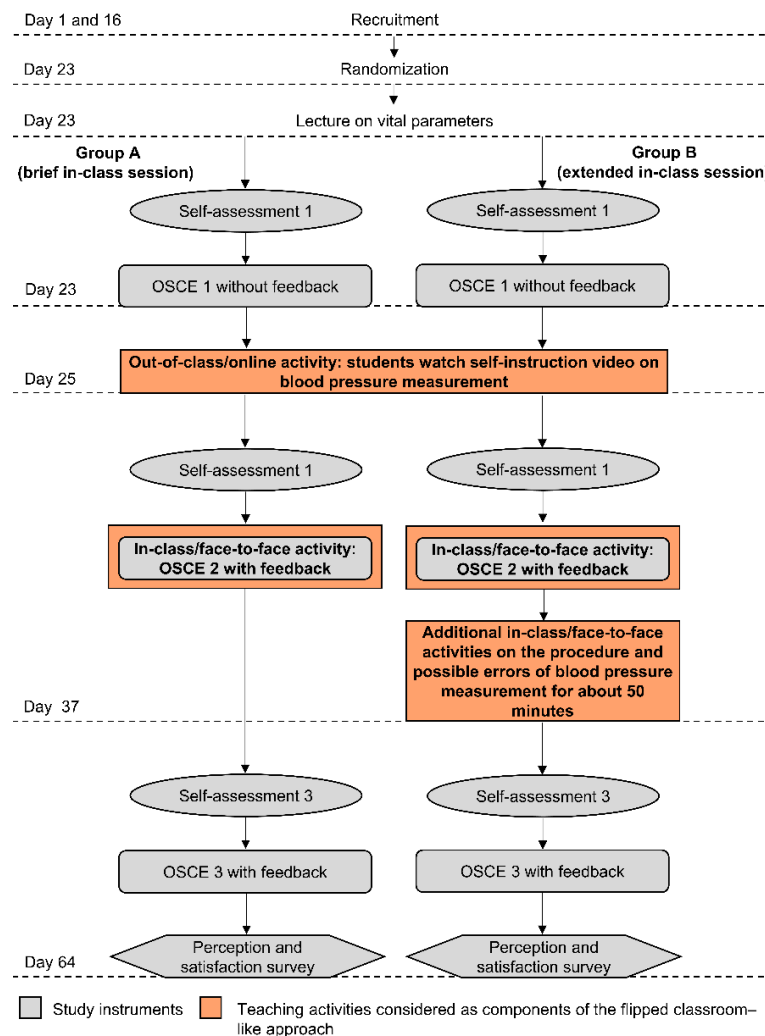 Day 1 and 16
Recruitment
Day 23
Randomization
Day 23
Lecture on vital parameters
Group A
(brief in-class session)
Group B
(extended in-class session)
Self-assessment 1
Self-assessment 1
Day 23
OSCE 1 without feedback
OSCE 1 without feedback
Out-of-class/online activity: students watch self-instruction video on
blood pressure measurement
Day 25
Self-assessment 1
Self-assessment 1
In-class/face-to-face activity:
OSCE 2 with feedback
In-class/face-to-face activity:
OSCE 2 with feedback
Additional in-class/face-to-face
activities on the procedure and
possible errors of blood pressure
measurement for about 50
minutes
Day 37
Self-assessment 3
Self-assessment 3
OSCE 3 with feedback
OSCE 3 with feedback
Day 64
Perception and
satisfaction survey
Perception and
satisfaction survey
Study instruments
Teaching activities considered as components of the flipped classroom–
like approach